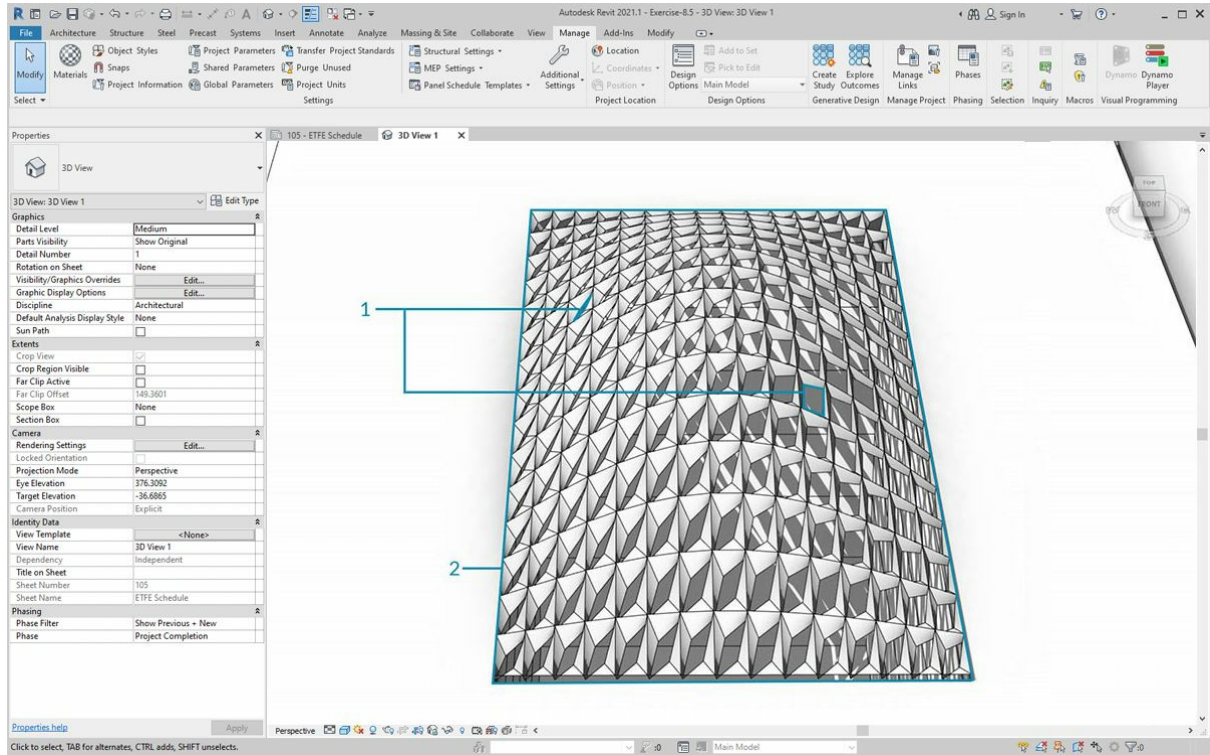 Autodesk Revit 2021.1 - Exercise-8.5 - 3D View: 3D View 1
Sign In
File Architecture Structure Steel Precast Systems Insert Annotate Analyze Massing & Site Collaborate View Manage Add-Ins Modify
Modify
Materials
Object Styles
Snaps
Project Information
Project Parameters
Shared Parameters
Global Parameters
Transfer Project Standards
Purge Unused
Project Units
Structural Settings
MEP Settings
Panel Schedule Templates
Additional Settings
Location
Coordinates
Position
Design Options
Add to Set
Pick to Edit
Main Model
Create Study
Explore Outcomes
Manage Links
Phases
Dynamo
Dynamo Player
Select
Settings
Project Location
Design Options
Generative Design
Manage Project
Phasing
Selection
Inquiry
Macros
Visual Programming
Properties
105 - ETFE Schedule
3D View 1
3D View
3D View: 3D View 1
Edit Type
Graphics
Detail Level Medium
Parts Visibility Show Original
Detail Number 1
Rotation on Sheet None
Visibility/Graphics Overrides Edit...
Graphic Display Options Edit...
Discipline Architectural
Default Analysis Display Style None
Sun Path
Extents
Crop View
Crop Region Visible
Far Clip Active
Far Clip Offset 149.3601
Scope Box None
Section Box
Camera
Rendering Settings Edit...
Locked Orientation
Projection Mode Perspective
Eye Elevation 376.3092
Target Elevation -36.6865
Camera Position Explicit
Identity Data
View Template <None>
View Name 3D View 1
Dependency Independent
Title on Sheet
Sheet Number 105
Sheet Name ETFE Schedule
Phasing
Phase Filter Show Previous + New
Phase Project Completion
Properties help
Apply
TOP
FRONT
1
2
Perspective
Click to select, TAB for alternates, CTRL adds, SHIFT unselects.
:0
Main Model
:0